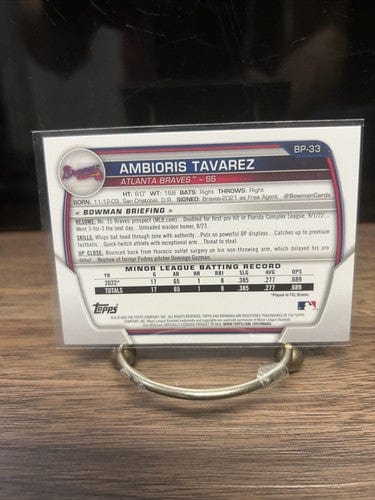 BP-33
Braves
AMBIORIS TAVAREZ
ATLANTA BRAVES™ – SS
HT: 6'0" WT: 168 BATS: Right THROWS: Right
BORN: 11-12-03, San Cristobal, D.R. SIGNED: Braves-2021 as Free Agent @BowmanCards
< BOWMAN BRIEFING >
RESUME: No. 15 Braves prospect (MLB.com)...Doubled for first pro hit in Florida Complex League, 8/1/22.
Went 3-for-3 the next day... Unloaded maiden homer, 8/23.
SKILLS: Whips bat head through zone with authority...Puts on powerful BP displays...Catches up to premium
fastballs...Quick-twitch athlete with exceptional arm...Threat to steal.
UP CLOSE: Bounced back from thoracic outlet surgery on his non-throwing arm, which delayed his pro
debut...Nephew of former Padres pitcher Domingo Guzman.
MINOR LEAGUE BATTING RECORD
YR G AB HR RBI SLG AVG OPS
2022* 17 65 1 8 .385 .277 .689
TOTALS 17 65 1 8 .385 .277 .689
*Played at FCL Braves
Topps